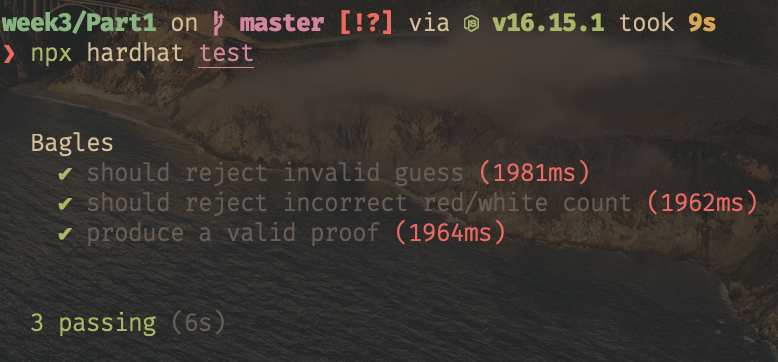 week3/Part1 on master [!?] via v16.15.1 took 9s
❯ npx hardhat test
Bagles
✔ should reject invalid guess (1981ms)
✔ should reject incorrect red/white count (1962ms)
✔ produce a valid proof (1964ms)
3 passing (6s)